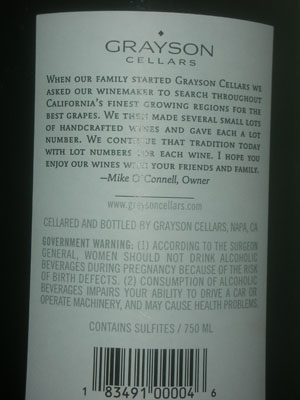 GRAYSON
CELLARS
WHEN OUR FAMILY STARTED GRAYSON CELLARS WE
ASKED OUR WINEMAKER TO SEARCH THROUGHOUT
CALIFORNIA'S FINEST GROWING REGIONS FOR THE
BEST GRAPES. WE THEN MADE SEVERAL SMALL LOTS
OF HANDCRAFTED WINES AND GAVE EACH A LOT
NUMBER. WE CONTINUE THAT TRADITION TODAY
WITH LOT NUMBERS FOR EACH WINE. I HOPE YOU
ENJOY OUR WINES WITH YOUR FRIENDS AND FAMILY.
—Mike O'Connell, Owner
www.graysoncellars.com
CELLARED AND BOTTLED BY GRAYSON CELLARS, NAPA, CA
GOVERNMENT WARNING: (1) ACCORDING TO THE SURGEON
GENERAL, WOMEN SHOULD NOT DRINK ALCOHOLIC
BEVERAGES DURING PREGNANCY BECAUSE OF THE RISK
OF BIRTH DEFECTS. (2) CONSUMPTION OF ALCOHOLIC
BEVERAGES IMPAIRS YOUR ABILITY TO DRIVE A CAR OR
OPERATE MACHINERY, AND MAY CAUSE HEALTH PROBLEMS.
CONTAINS SULFITES / 750 ML
1 83491 00004 6